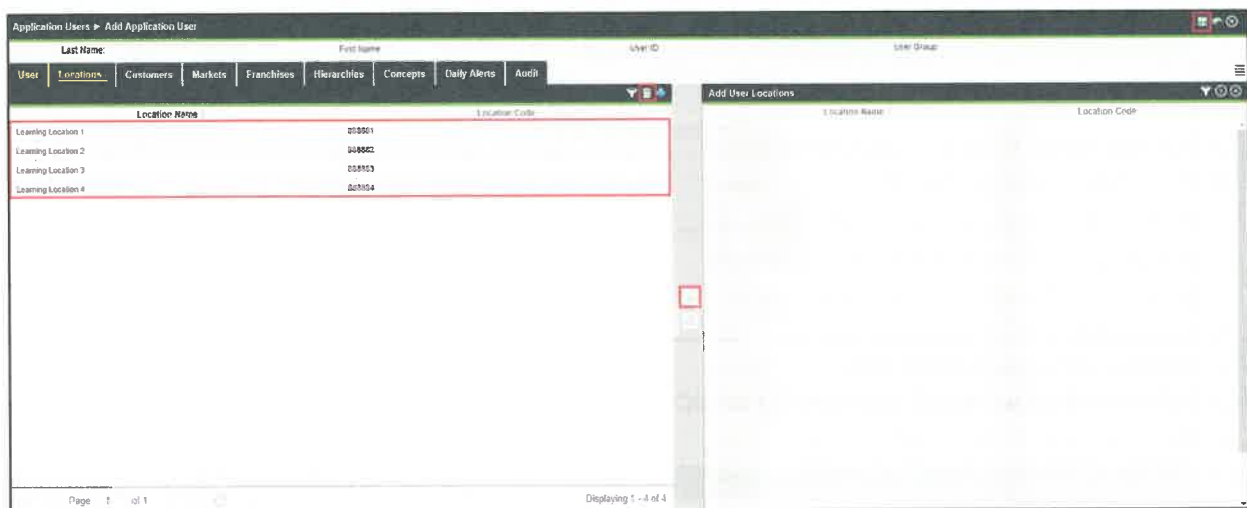 Application Users ► Add Application User
Last Name: First Name User ID User Group
User Locations Customers Markets Franchises Hierarchies Concepts Daily Alerts Audit
Add User Locations
Location Name Location Code Location Name Location Code
Learning Location 1
Learning Location 2
Learning Location 3
Learning Location 4
Page 1 of 1 Displaying 1 - 4 of 4